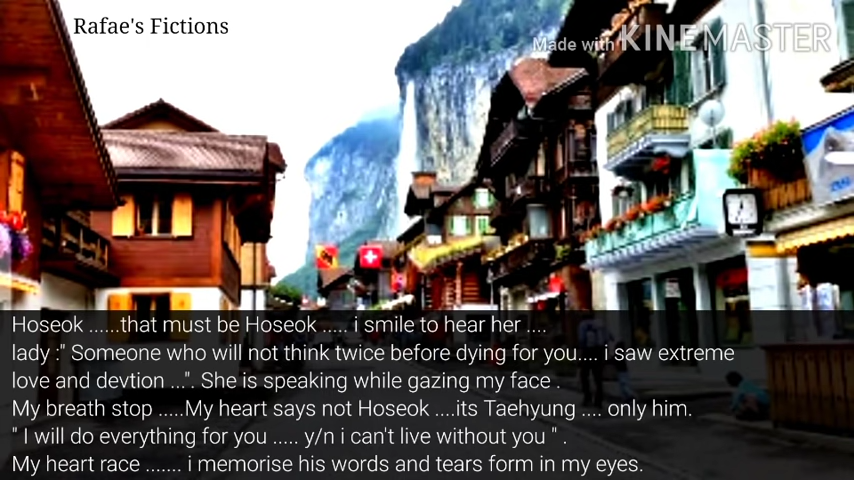 Rafae's Fictions
Made with KINEMASTER
Hoseok ......that must be Hoseok ..... i smile to hear her ....
lady :" Someone who will not think twice before dying for you.... i saw extreme
love and devtion ...". She is speaking while gazing my face .
My breath stop .....My heart says not Hoseok ....its Taehyung .... only him.
" I will do everything for you ..... y/n i can't live without you " .
My heart race ....... i memorise his words and tears form in my eyes.